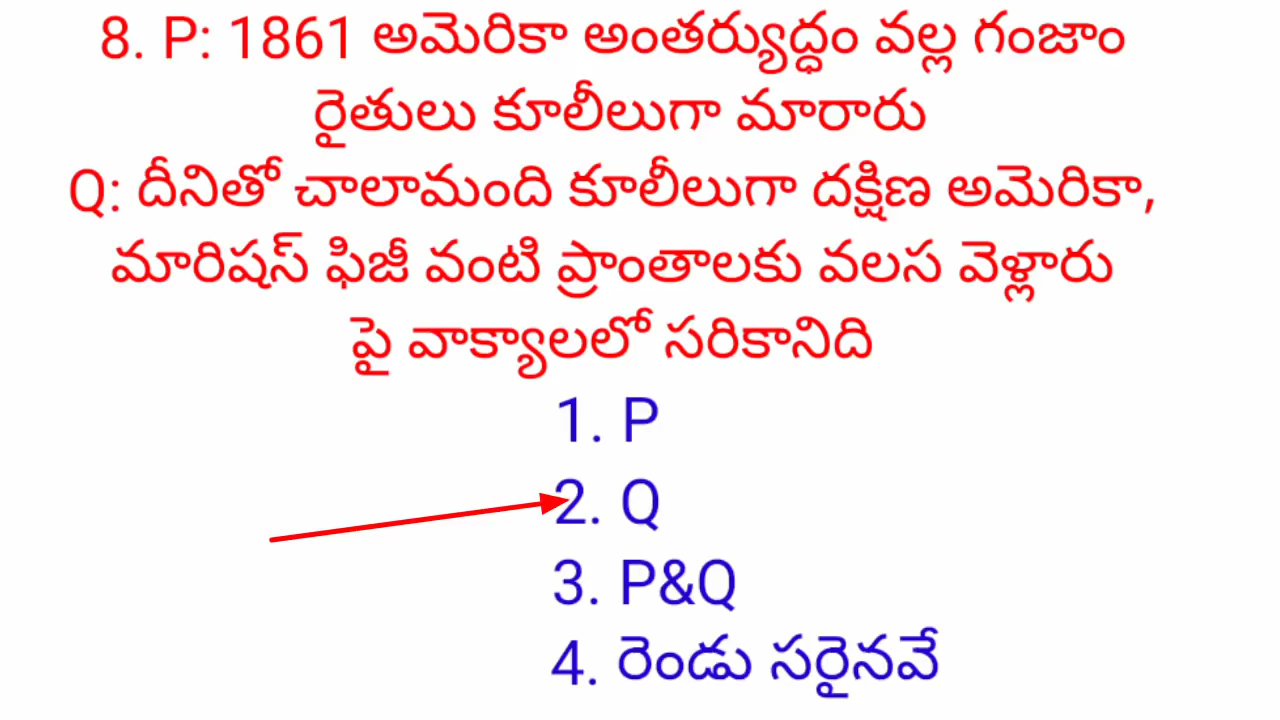 8. P: 1861 అమెరికా అంతర్యుద్ధం వల్ల గంజాం
రైతులు కూలీలుగా మారారు
Q: దీనితో చాలామంది కూలీలుగా దక్షిణ అమెరికా,
మారిషస్ ఫిజీ వంటి ప్రాంతాలకు వలస వెళ్లారు
పై వాక్యాలలో సరికానిది
1. P
2. Q
3. P&Q
4. రెండు సరైనవే